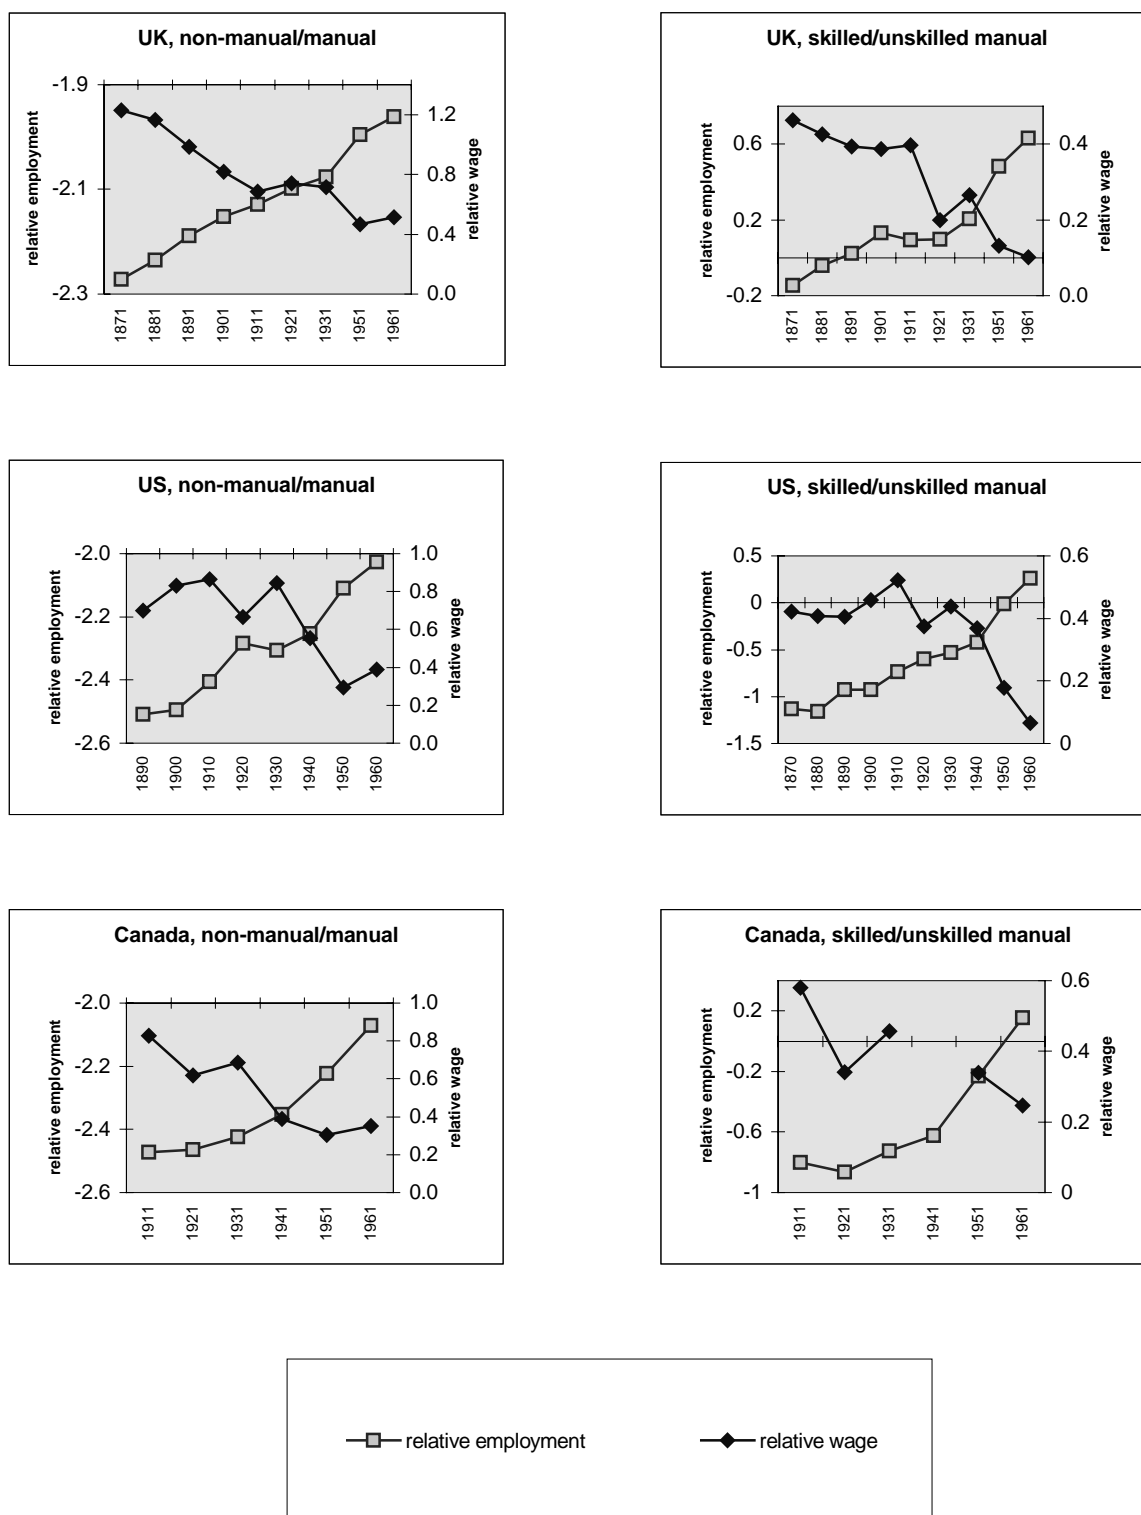 UK, non-manual/manual
relative employment
-1.9
-2.1
-2.3
1.2
0.8
0.4
0.0
relative wage
1871 1881 1891 1901 1911 1921 1931 1951 1961
UK, skilled/unskilled manual
relative employment
0.6
0.2
-0.2
0.4
0.2
0.0
relative wage
1871 1881 1891 1901 1911 1921 1931 1951 1961
US, non-manual/manual
relative employment
-2.0
-2.2
-2.4
-2.6
1.0
0.8
0.6
0.4
0.2
0.0
relative wage
1890 1900 1910 1920 1930 1940 1950 1960
US, skilled/unskilled manual
relative employment
0.5
0
-0.5
-1
-1.5
0.6
0.4
0.2
0
relative wage
1870 1880 1890 1900 1910 1920 1930 1940 1950 1960
Canada, non-manual/manual
relative employment
-2.0
-2.2
-2.4
-2.6
1.0
0.8
0.6
0.4
0.2
0.0
relative wage
1911 1921 1931 1941 1951 1961
Canada, skilled/unskilled manual
relative employment
0.2
-0.2
-0.6
-1
0.6
0.4
0.2
0
relative wage
1911 1921 1931 1941 1951 1961
relative employment
relative wage